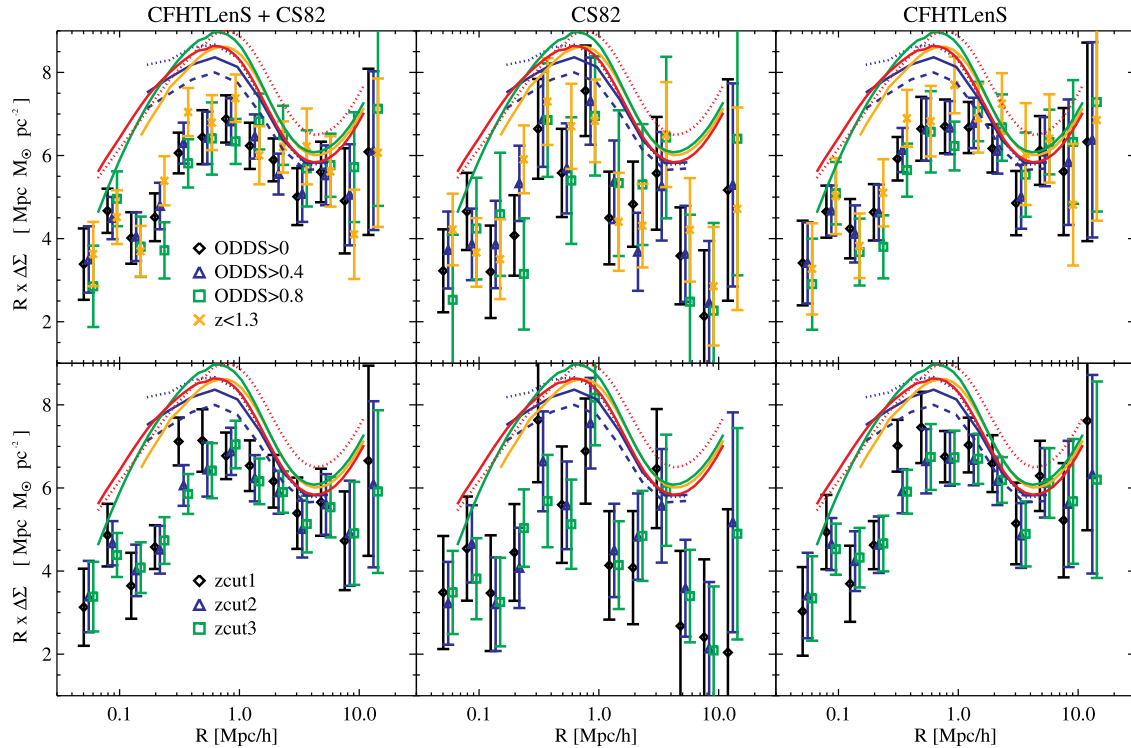 CFHTLenS + CS82
CS82
CFHTLenS
R x ΔΣ [ Mpc M⊙ pc⁻² ]
8
6
4
2
ODDS>0
ODDS>0.4
ODDS>0.8
z<1.3
R x ΔΣ [ Mpc M⊙ pc⁻² ]
8
6
4
2
zcut1
zcut2
zcut3
0.1 1.0 10.0
0.1 1.0 10.0
0.1 1.0 10.0
R [Mpc/h]
R [Mpc/h]
R [Mpc/h]